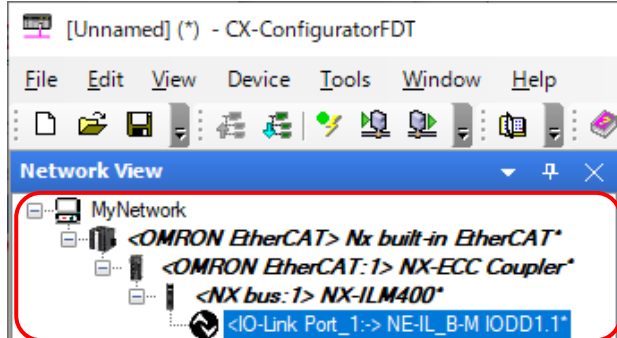 [Unnamed] (*) - CX-ConfiguratorFDT
File Edit View Device Tools Window Help
Network View
MyNetwork
<OMRON EtherCAT> Nx built-in EtherCAT*
<OMRON EtherCAT:1> NX-ECC Coupler*
<NX bus:1> NX-ILM400*
<IO-Link Port_1:-> NE-IL_B-M IODD1.1*